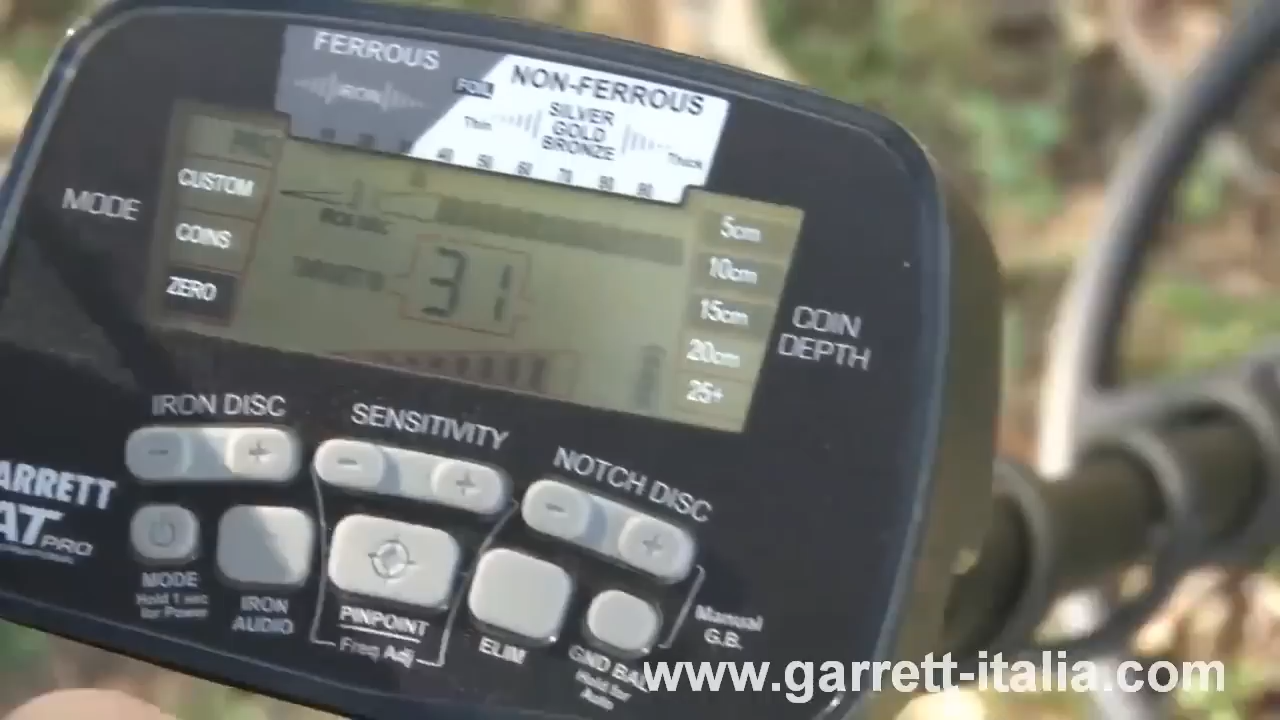 FERROUS
IRON
FOIL
NON-FERROUS
Thin
SILVER
GOLD
BRONZE
Thick
40 50 60 70 80 90
MODE
PRO
CUSTOM
COINS
ZERO
31
5cm
10cm
15cm
20cm
25+
COIN
DEPTH
IRON DISC
SENSITIVITY
NOTCH DISC
- +
- +
- +
ARRETT
AT PRO
MODE
Hold 1 sec
for Power
IRON
AUDIO
PINPOINT
Freq Adj
ELIM
GND BAL
Hold for
Auto
Manual
G.B.
www.garrett-italia.com